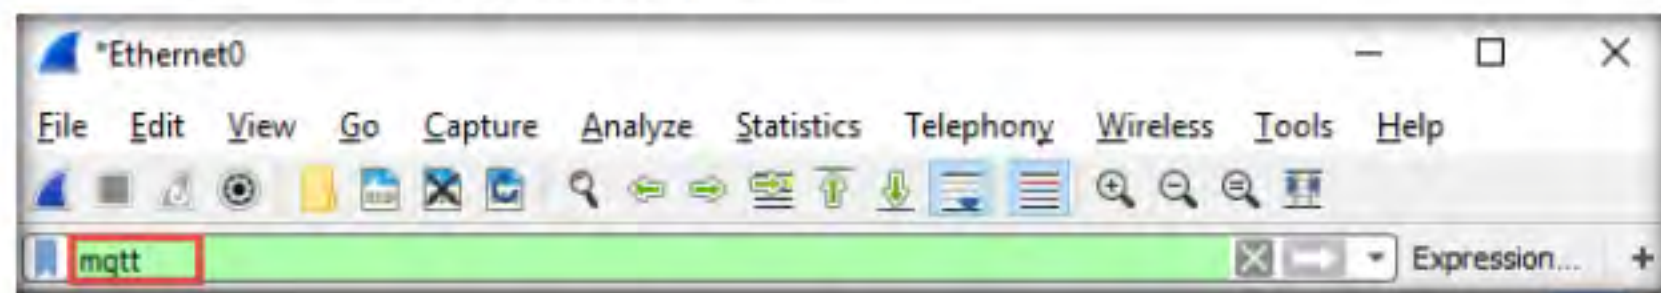 *Ethernet0
File Edit View Go Capture Analyze Statistics Telephony Wireless Tools Help
mqtt Expression... +